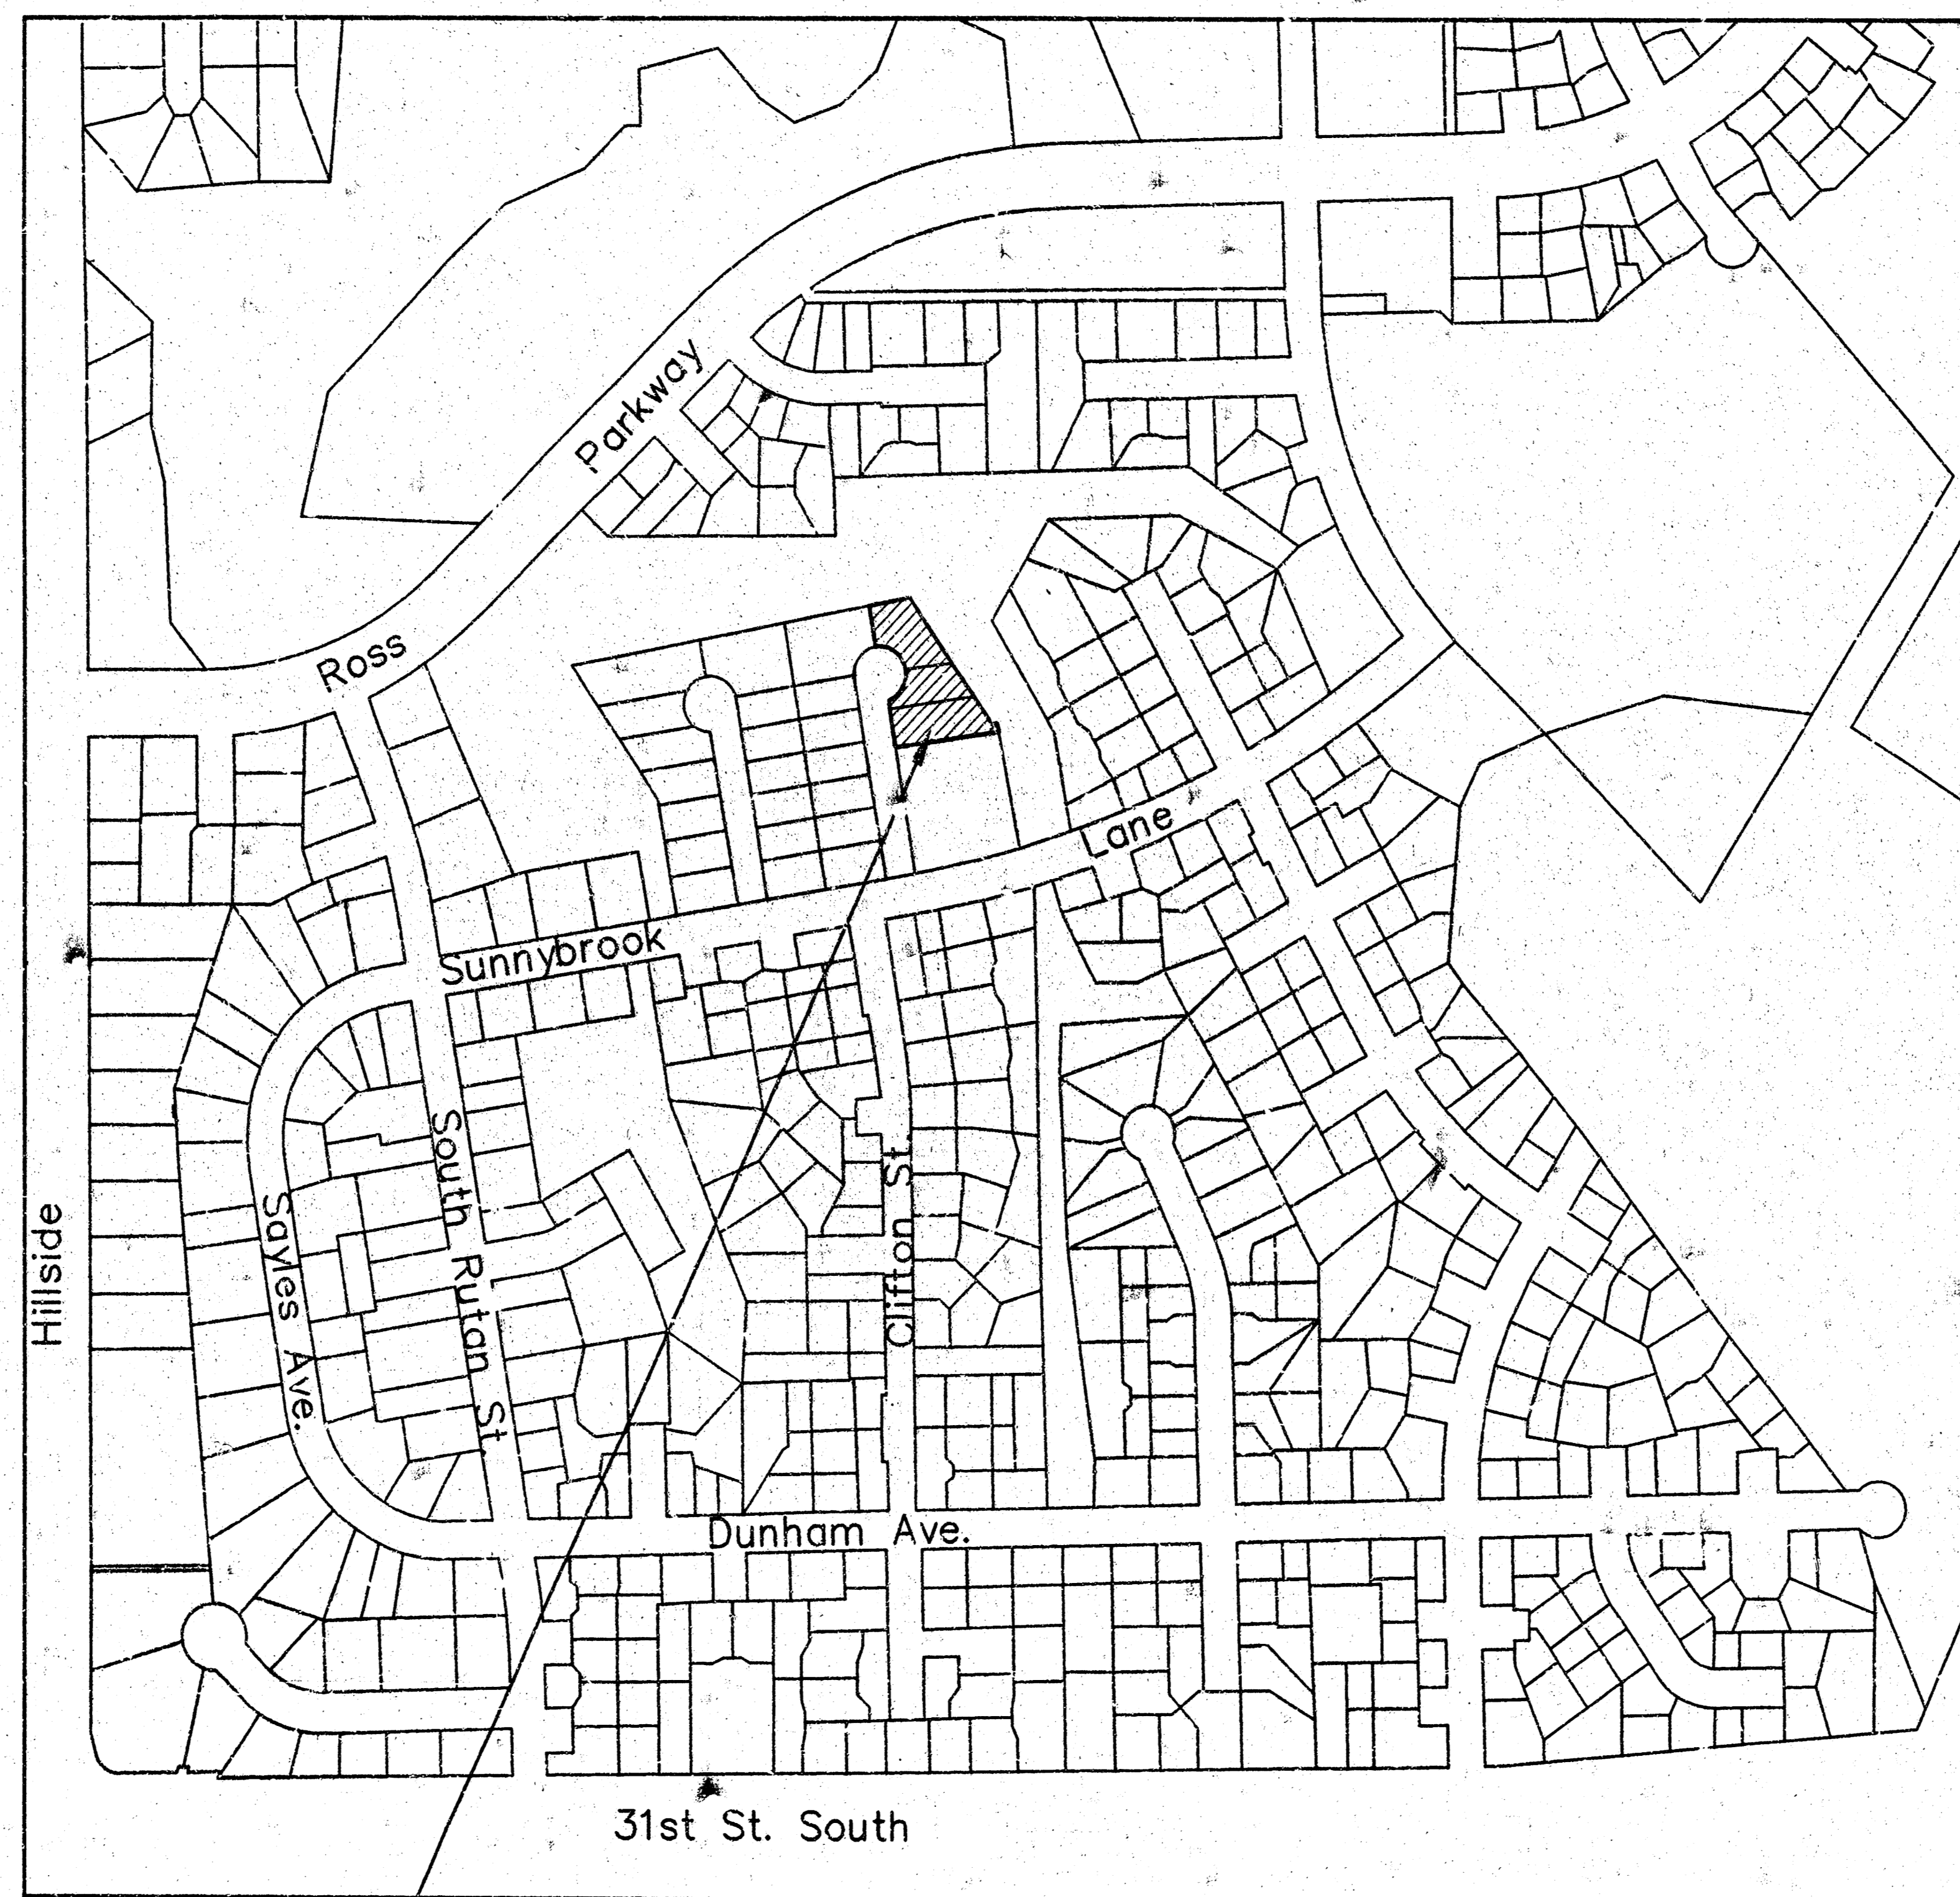 Parkway
Ross
Lane
Sunnybrook
South Rutan St.
Clifton St.
Sayles Ave.
Hillside
Dunham Ave.
31st St. South